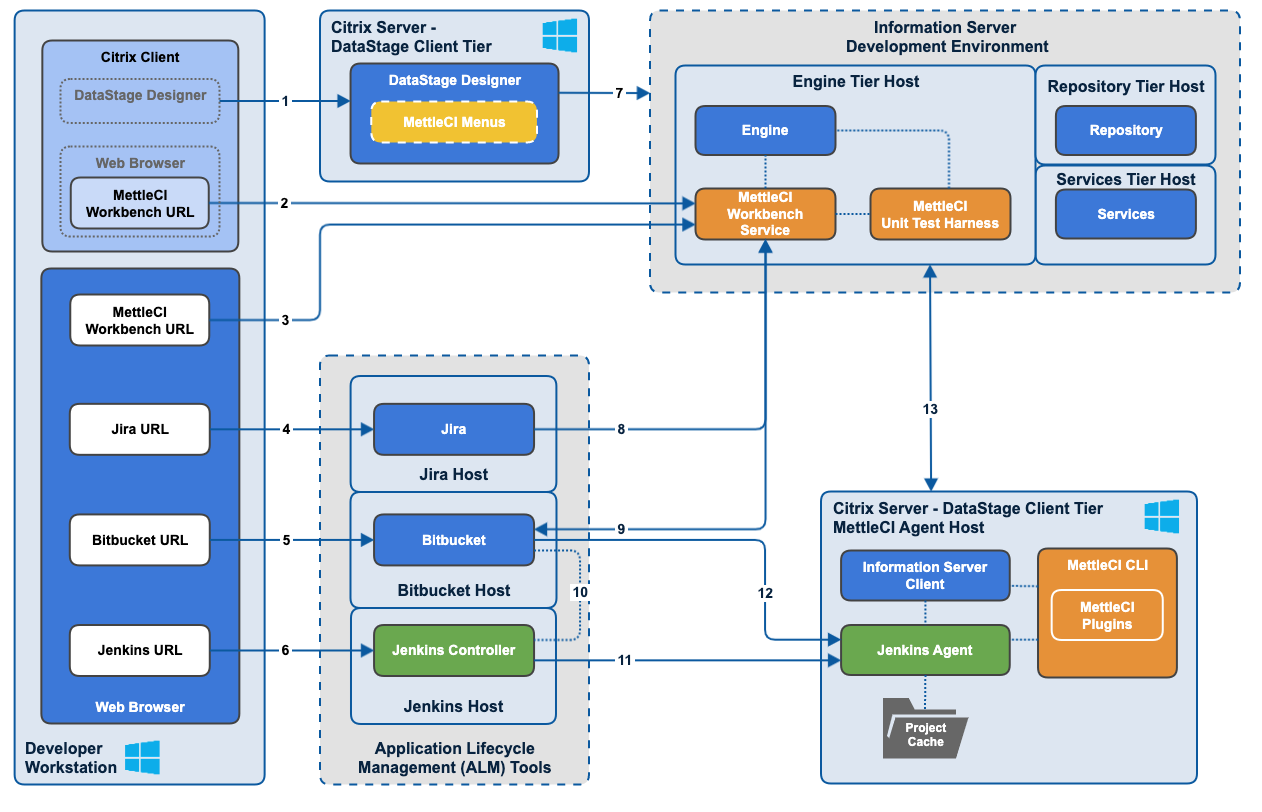 Citrix Client
DataStage Designer
Web Browser
MettleCI
Workbench URL
MettleCI
Workbench URL
Jira URL
Bitbucket URL
Jenkins URL
Web Browser
Developer
Workstation
1
2
3
4
5
6
Citrix Server -
DataStage Client Tier
DataStage Designer
MettleCI Menus
7
Information Server
Development Environment
Engine Tier Host
Engine
MettleCI
Workbench
Service
MettleCI
Unit Test Harness
Repository Tier Host
Repository
Services Tier Host
Services
Jira
Jira Host
Bitbucket
Bitbucket Host
Jenkins Controller
Jenkins Host
Application Lifecycle
Management (ALM) Tools
8
9
10
11
12
13
Citrix Server - DataStage Client Tier
MettleCI Agent Host
Information Server
Client
MettleCI CLI
MettleCI
Plugins
Jenkins Agent
Project
Cache